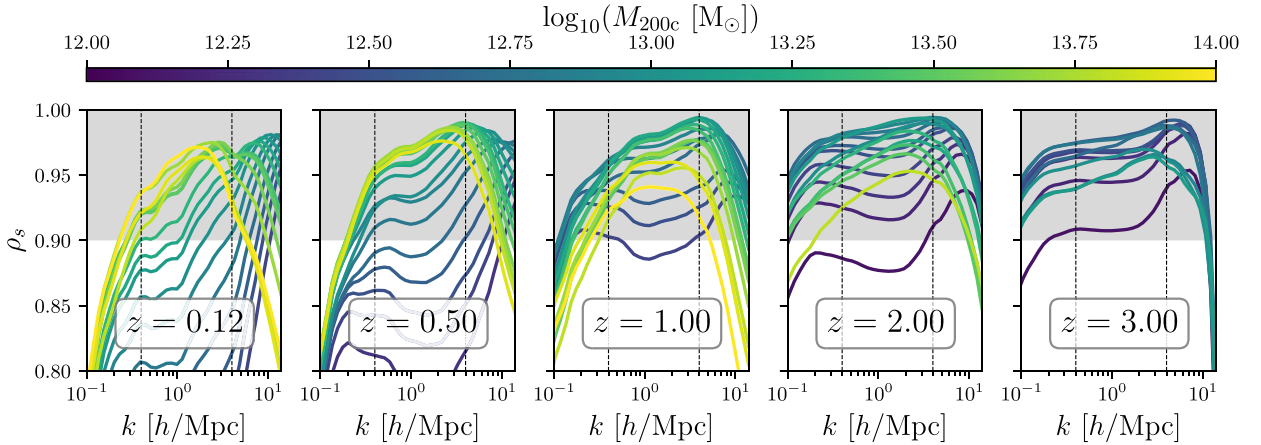 log₁₀(M₂₀₀c [M⊙])
12.00 12.25 12.50 12.75 13.00 13.25 13.50 13.75 14.00
1.00
0.95
0.90
0.85
0.80
ρₛ
z = 0.12 z = 0.50 z = 1.00 z = 2.00 z = 3.00
10⁻¹ 10⁰ 10¹ 10⁻¹ 10⁰ 10¹ 10⁻¹ 10⁰ 10¹ 10⁻¹ 10⁰ 10¹ 10⁻¹ 10⁰ 10¹
k [h/Mpc] k [h/Mpc] k [h/Mpc] k [h/Mpc] k [h/Mpc]